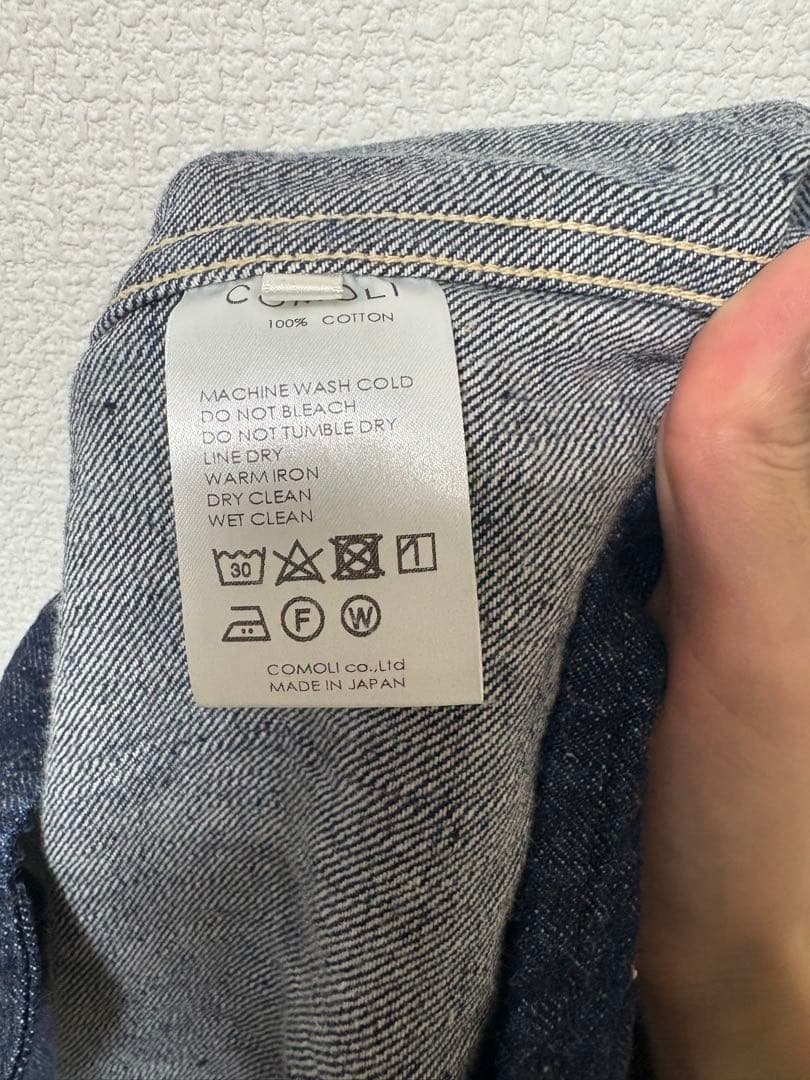 COMOLI
100% COTTON
MACHINE WASH COLD
DO NOT BLEACH
DO NOT TUMBLE DRY
LINE DRY
WARM IRON
DRY CLEAN
WET CLEAN
30
F W
COMOLI co.,Ltd
MADE IN JAPAN